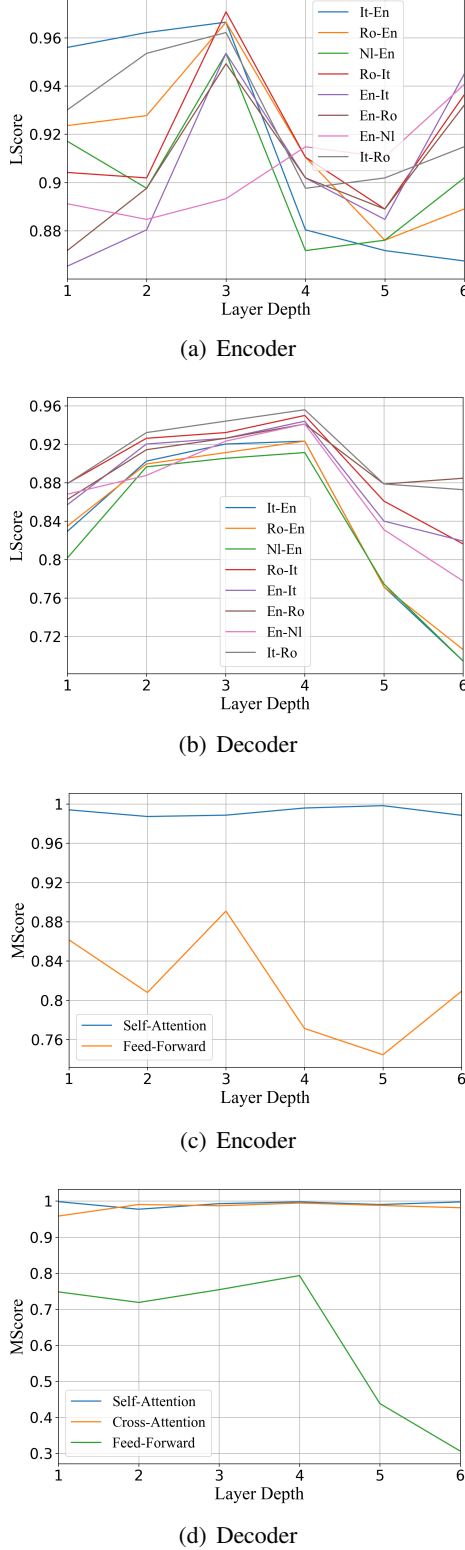 0.96
0.94
0.92
0.9
0.88
LScore
It-En
Ro-En
Nl-En
Ro-It
En-It
En-Ro
En-Nl
It-Ro
1 2 3 4 5 6
Layer Depth
(a) Encoder
0.96
0.92
0.88
0.84
0.8
0.76
0.72
LScore
It-En
Ro-En
Nl-En
Ro-It
En-It
En-Ro
En-Nl
It-Ro
1 2 3 4 5 6
Layer Depth
(b) Decoder
1
0.96
0.92
0.88
0.84
0.8
0.76
MScore
Self-Attention
Feed-Forward
1 2 3 4 5 6
Layer Depth
(c) Encoder
1
0.9
0.8
0.7
0.6
0.5
0.4
0.3
MScore
Self-Attention
Cross-Attention
Feed-Forward
1 2 3 4 5 6
Layer Depth
(d) Decoder